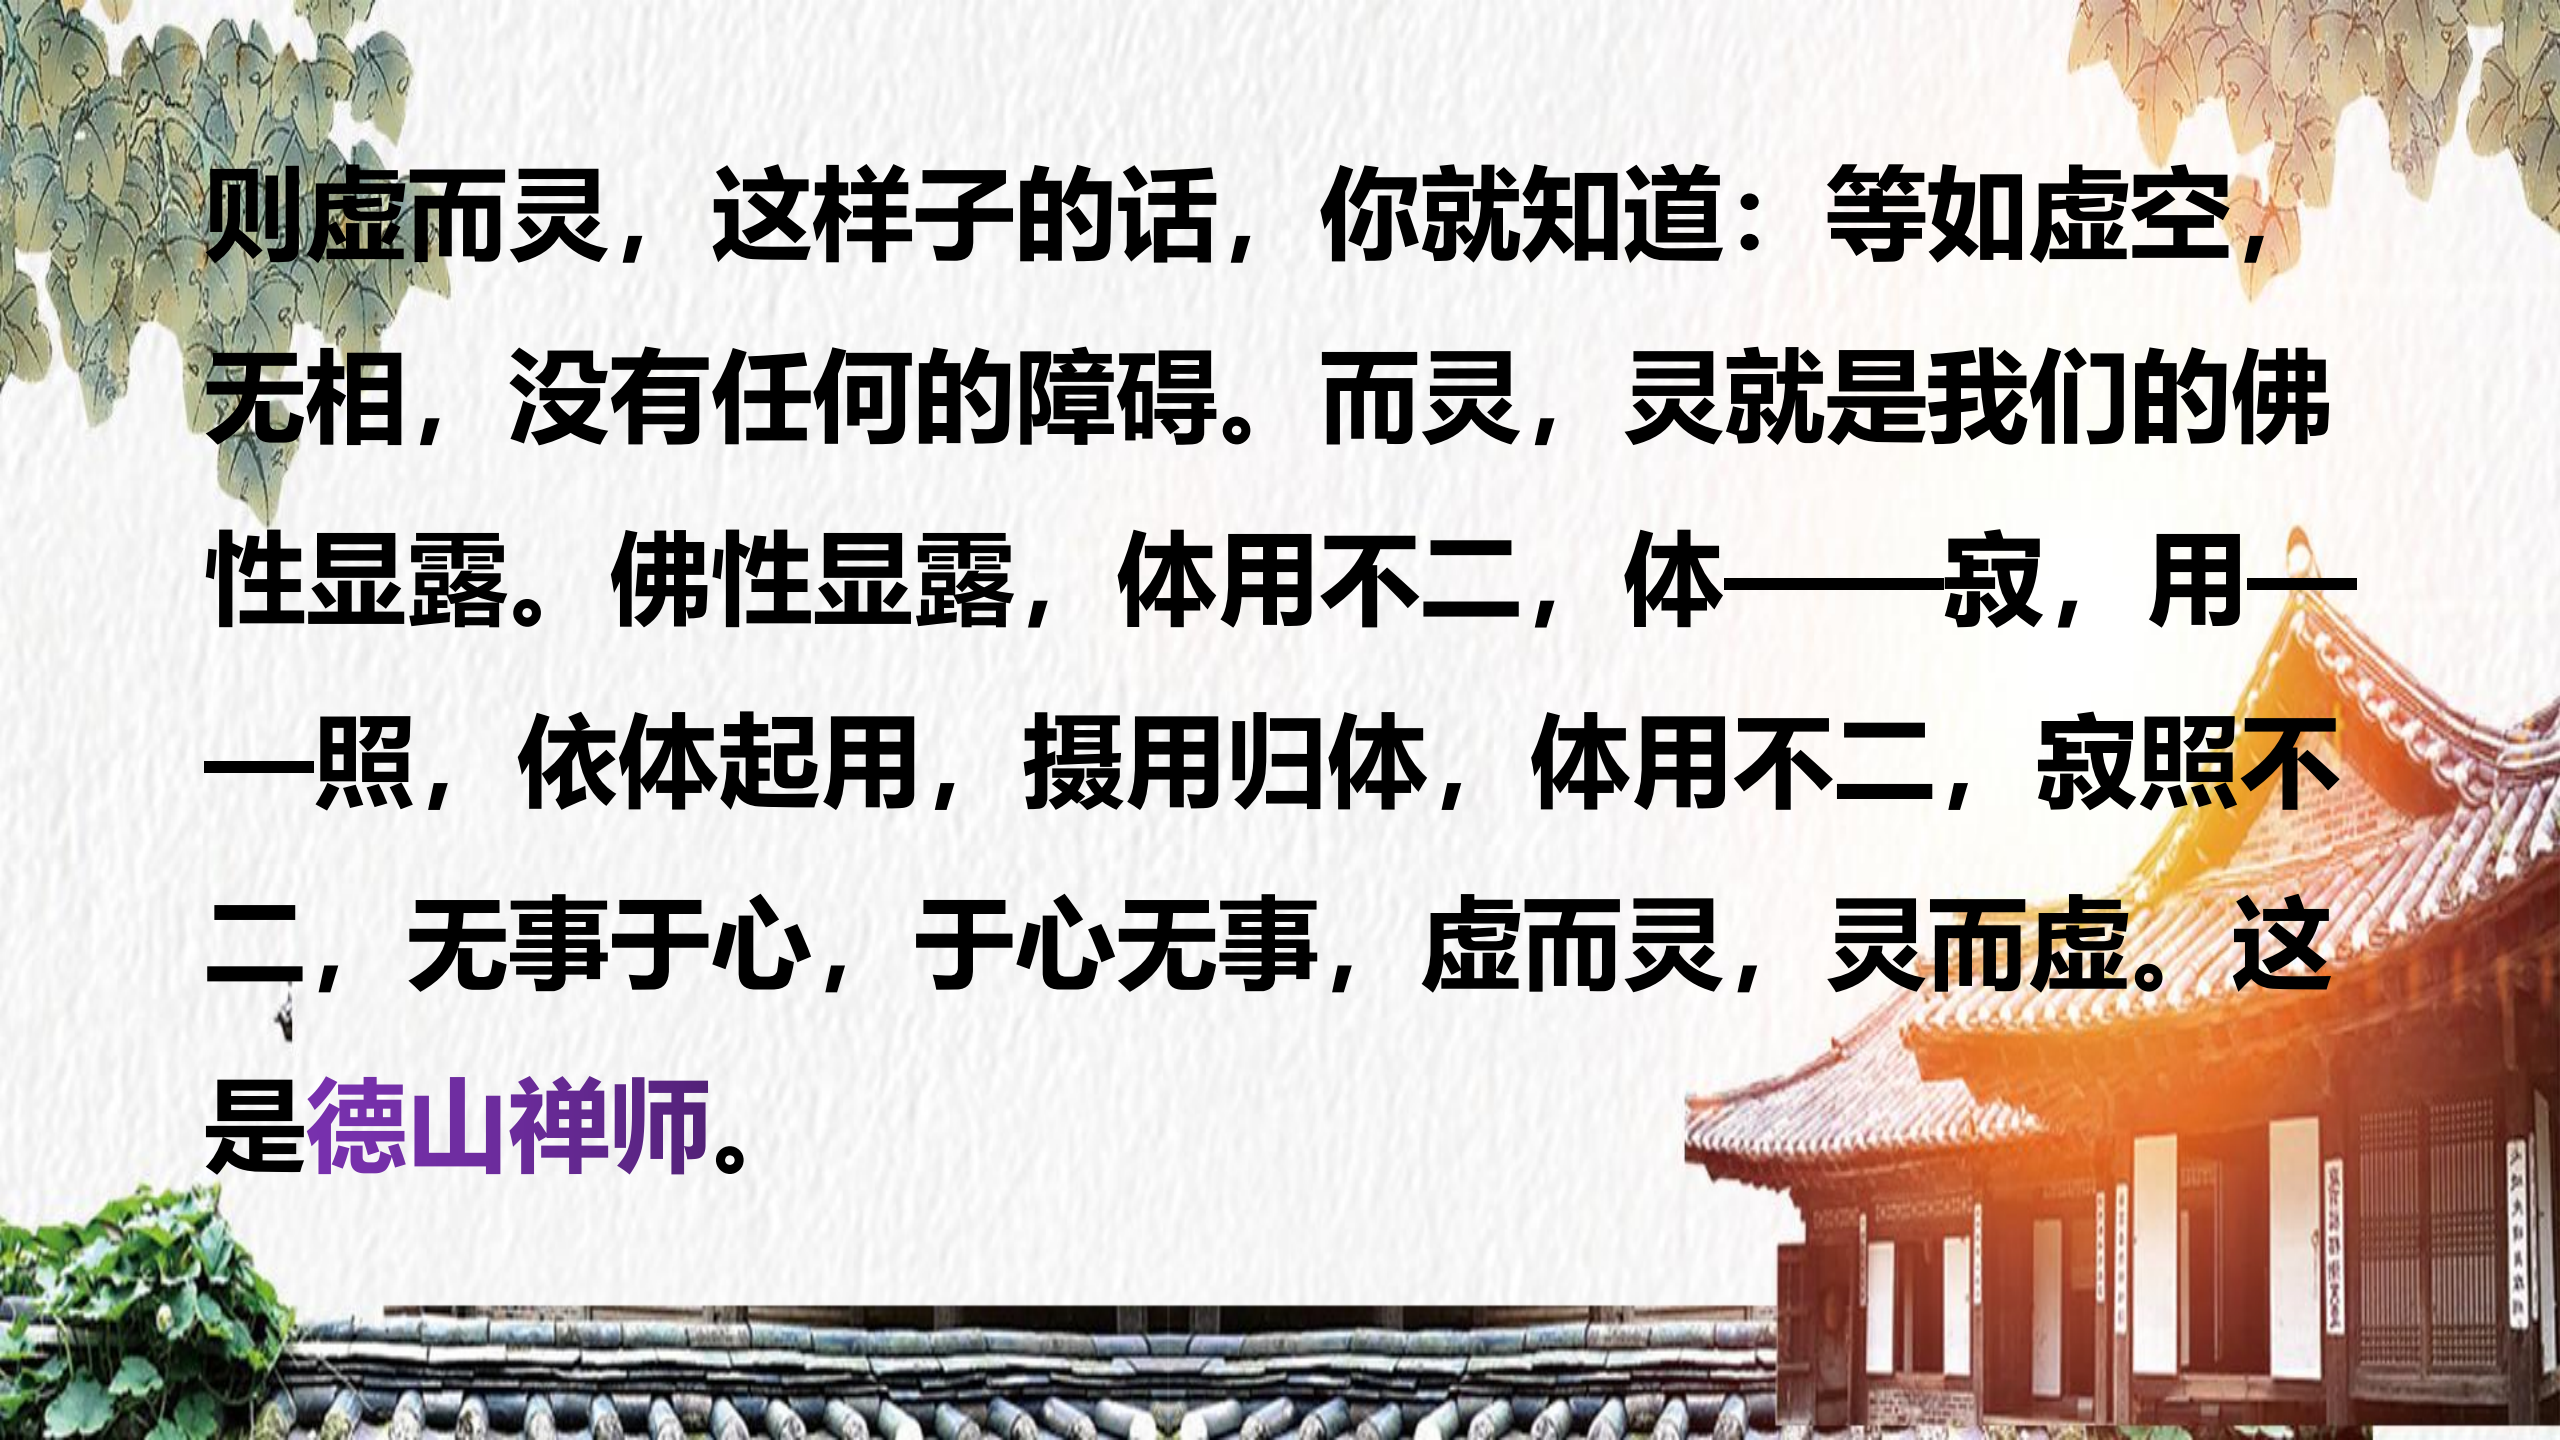 则虚而灵，这样子的话，你就知道：等如虚空，
无相，没有任何的障碍。而灵，灵就是我们的佛
性显露。佛性显露，体用不二，体——寂，用—
—照，依体起用，摄用归体，体用不二，寂照不
二，无事于心，于心无事，虚而灵，灵而虚。这
是德山禅师。